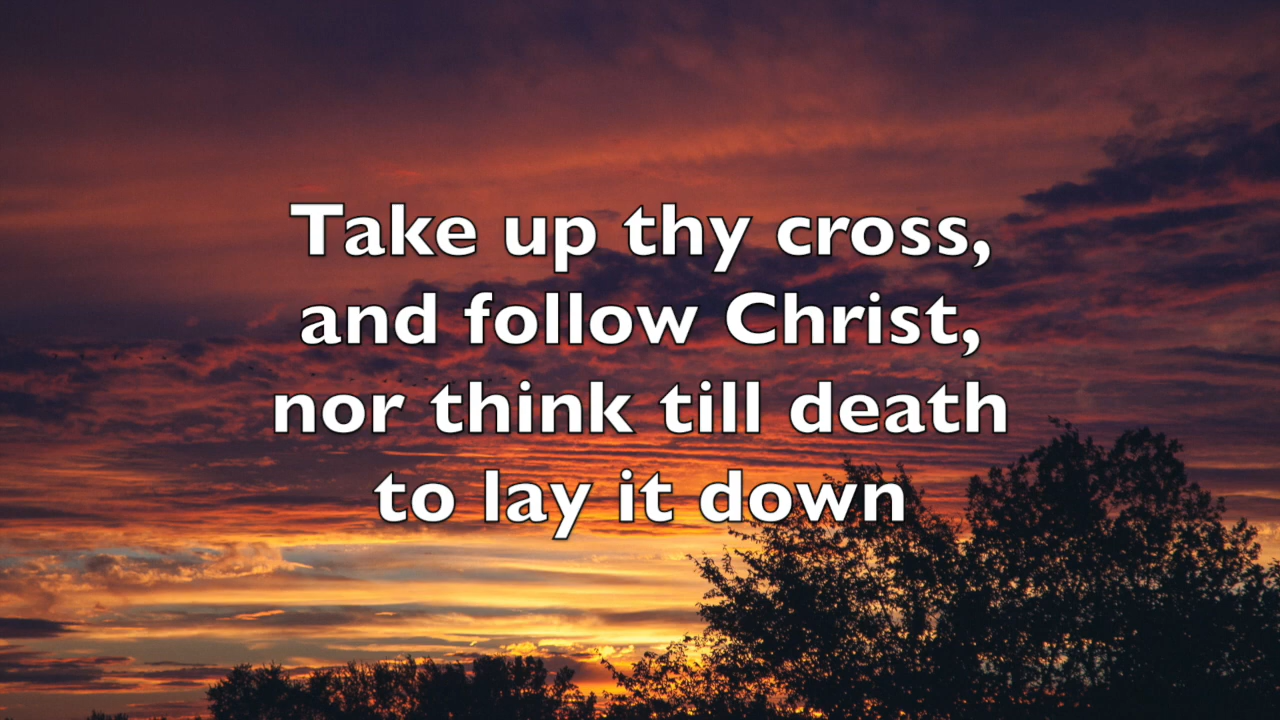 Take up thy cross,
and follow Christ,
nor think till death
to lay it down